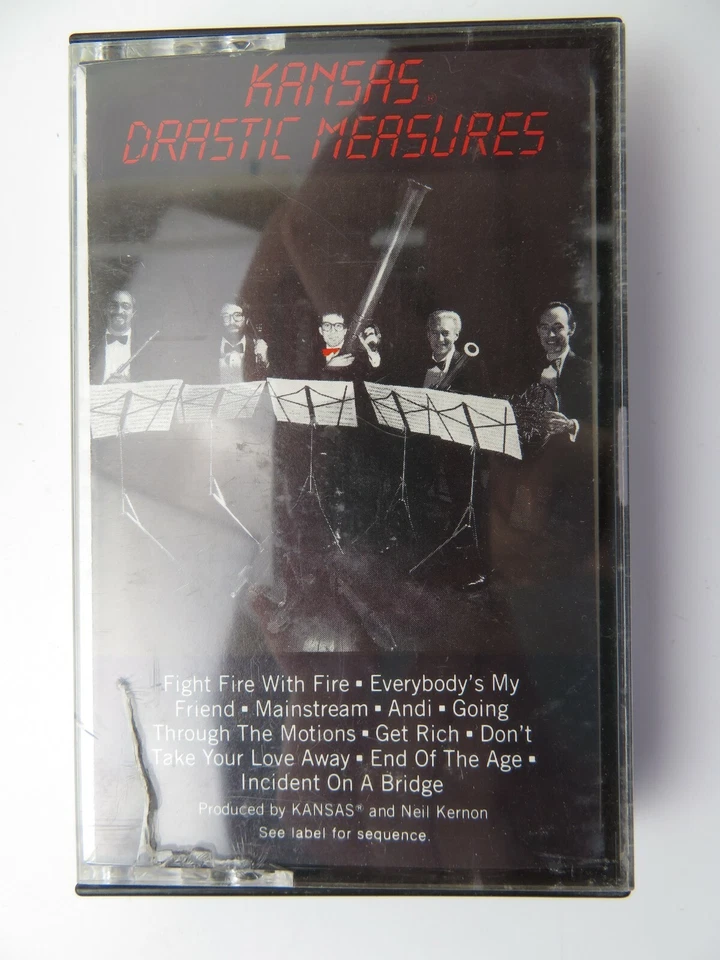 KANSAS
DRASTIC MEASURES
Fight Fire With Fire ▪ Everybody's My
Friend ▪ Mainstream ▪ Andi ▪ Going
Through The Motions ▪ Get Rich ▪ Don't
Take Your Love Away ▪ End Of The Age ▪
Incident On A Bridge
Produced by KANSAS® and Neil Kernon
See label for sequence.